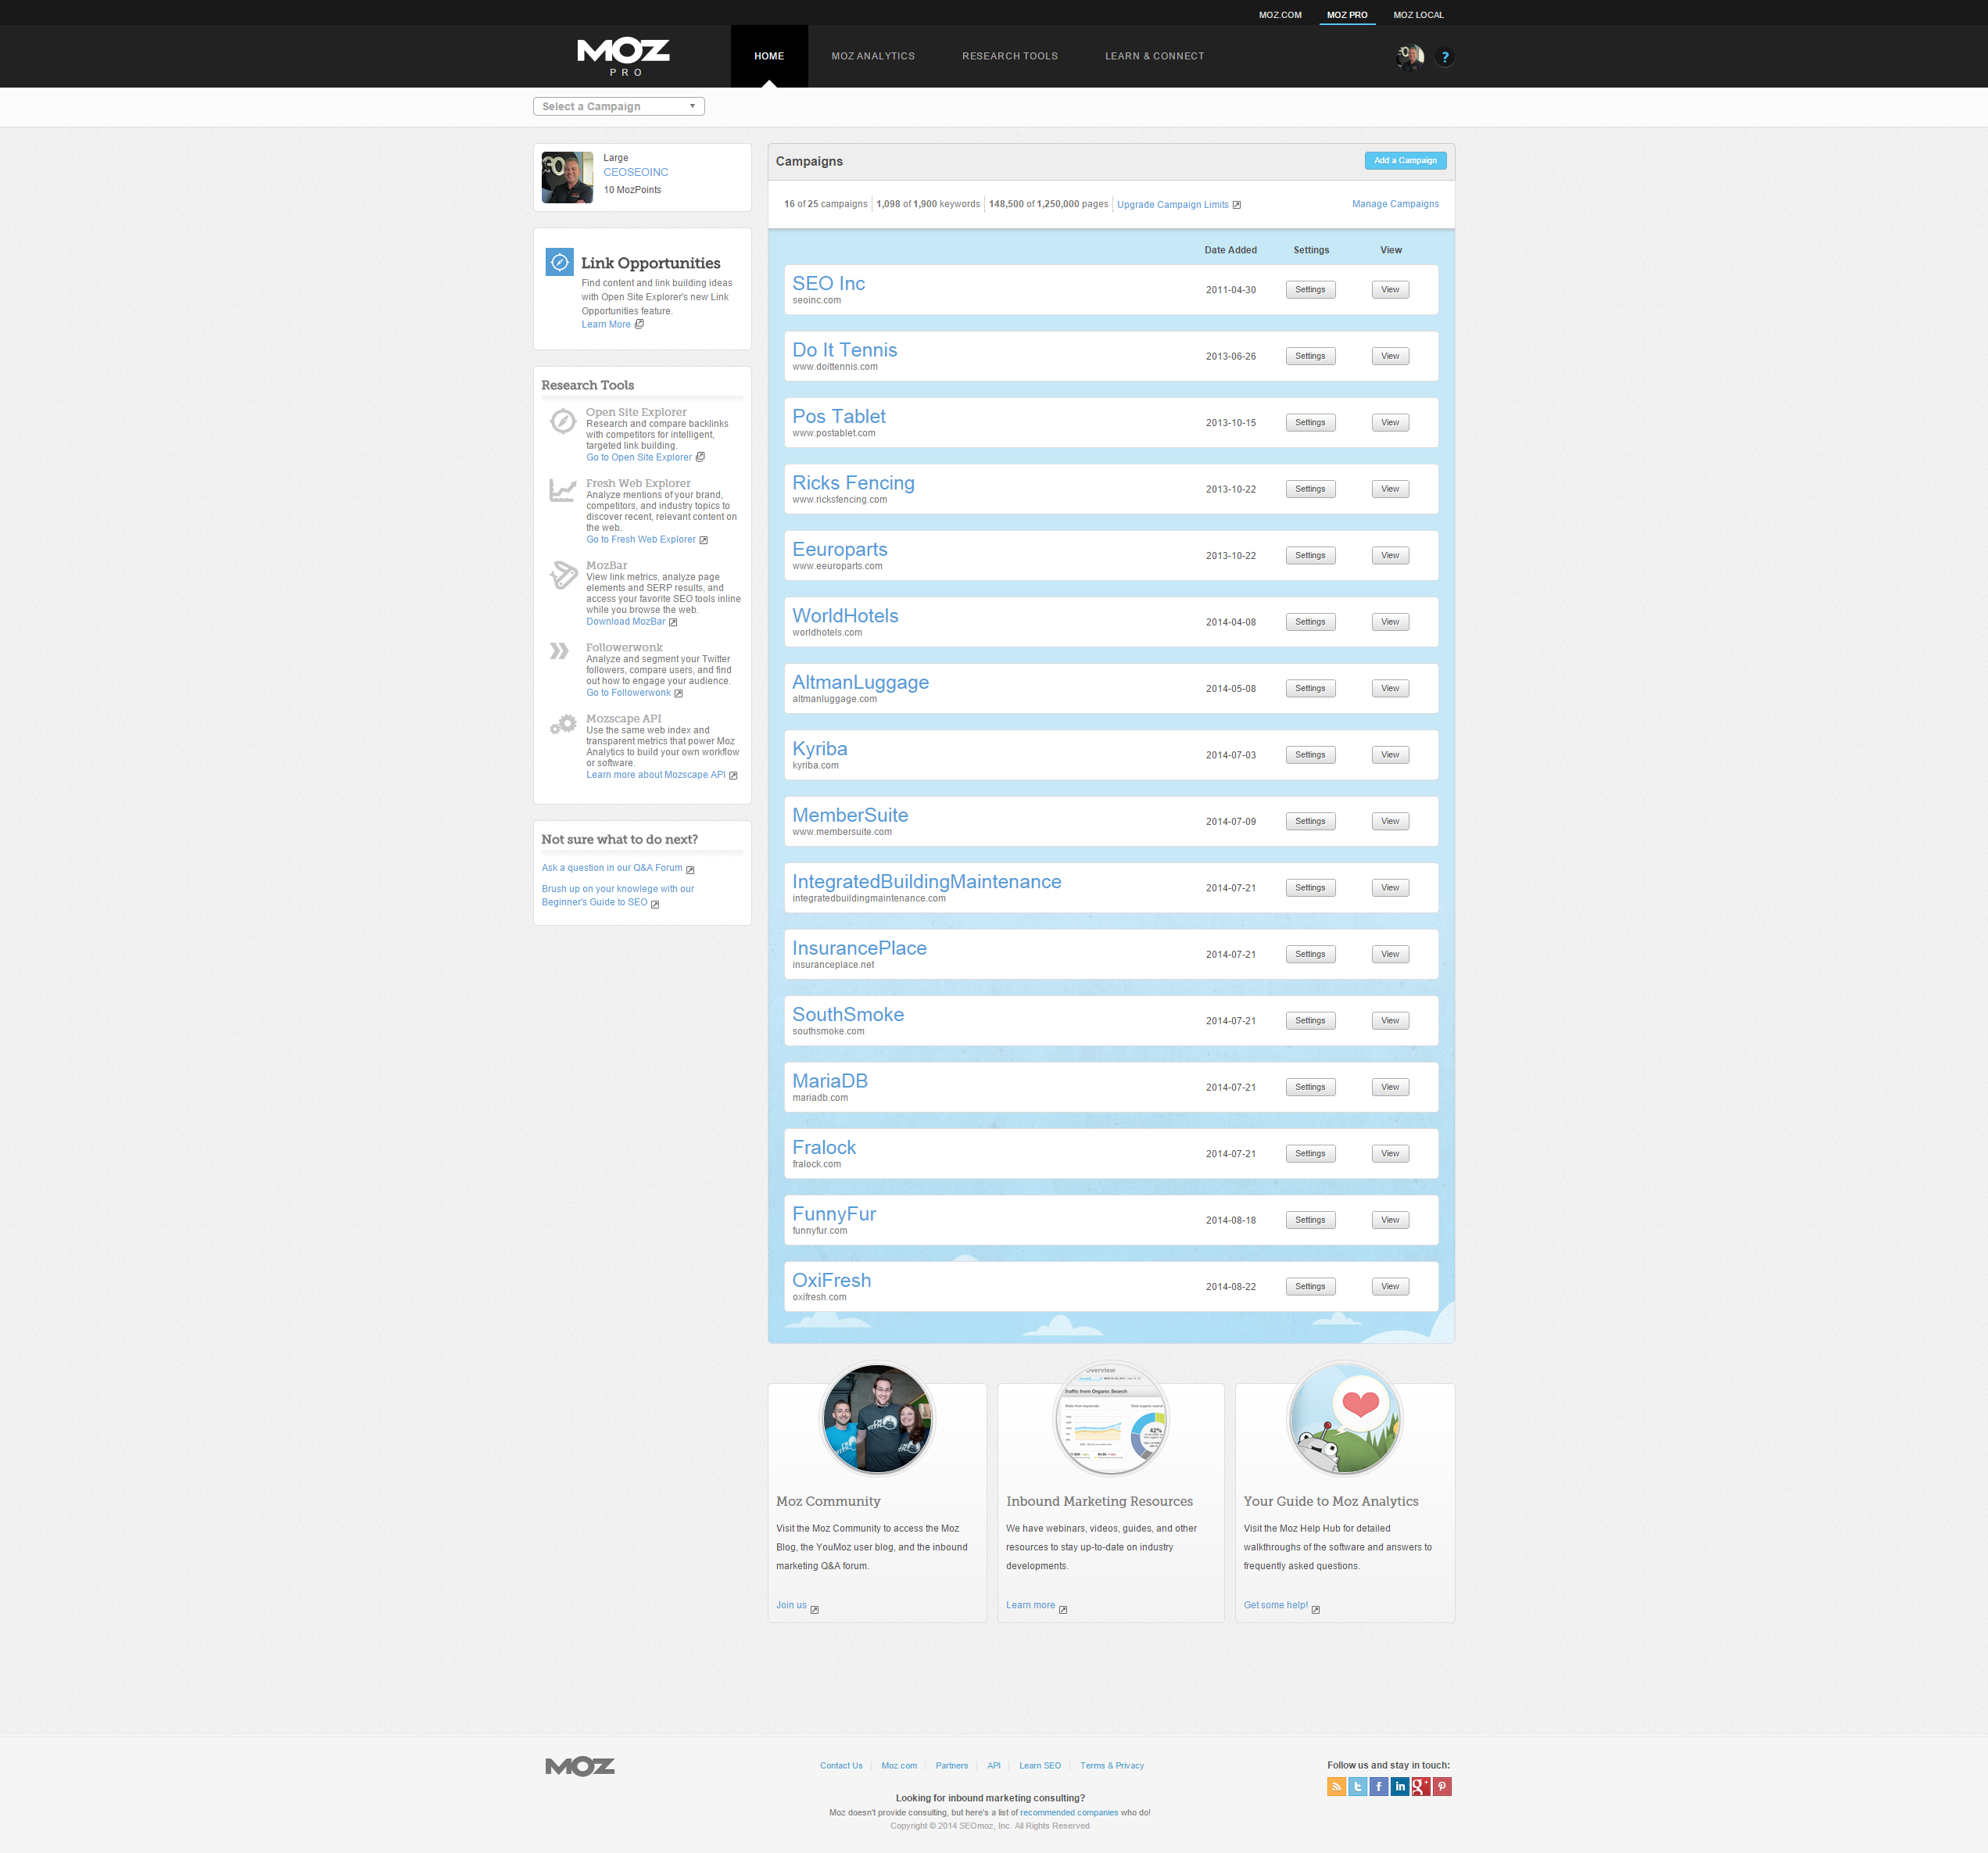 MOZ.COM MOZ PRO MOZ LOCAL
MOZ
PRO
HOME MOZ ANALYTICS RESEARCH TOOLS LEARN & CONNECT ?
Select a Campaign
Large
CEOSEOINC
10 MozPoints
Link Opportunities
Find content and link building ideas
with Open Site Explorer's new Link
Opportunities feature.
Learn More
Research Tools
Open Site Explorer
Research and compare backlinks
with competitors for intelligent,
targeted link building.
Go to Open Site Explorer
Fresh Web Explorer
Analyze mentions of your brand,
competitors, and industry topics to
discover recent, relevant content on
the web.
Go to Fresh Web Explorer
MozBar
View link metrics, analyze page
elements and SERP results, and
access your favorite SEO tools inline
while you browse the web.
Download MozBar
Followerwonk
Analyze and segment your Twitter
followers, compare users, and find
out how to engage your audience.
Go to Followerwonk
Mozscape API
Use the same web index and
transparent metrics that power Moz
Analytics to build your own workflow
or software.
Learn more about Mozscape API
Not sure what to do next?
Ask a question in our Q&A Forum
Brush up on your knowlege with our
Beginner's Guide to SEO
Campaigns Add a Campaign
16 of 25 campaigns 1,098 of 1,900 keywords 148,500 of 1,250,000 pages Upgrade Campaign Limits Manage Campaigns
Date Added Settings View
SEO Inc
seoinc.com
2011-04-30 Settings View
Do It Tennis
www.doittennis.com
2013-06-26 Settings View
Pos Tablet
www.postablet.com
2013-10-15 Settings View
Ricks Fencing
www.ricksfencing.com
2013-10-22 Settings View
Eeuroparts
www.eeuroparts.com
2013-10-22 Settings View
WorldHotels
worldhotels.com
2014-04-08 Settings View
AltmanLuggage
altmanluggage.com
2014-05-08 Settings View
Kyriba
kyriba.com
2014-07-03 Settings View
MemberSuite
www.membersuite.com
2014-07-09 Settings View
IntegratedBuildingMaintenance
integratedbuildingmaintenance.com
2014-07-21 Settings View
InsurancePlace
insuranceplace.net
2014-07-21 Settings View
SouthSmoke
southsmoke.com
2014-07-21 Settings View
MariaDB
mariadb.com
2014-07-21 Settings View
Fralock
fralock.com
2014-07-21 Settings View
FunnyFur
funnyfur.com
2014-08-18 Settings View
OxiFresh
oxifresh.com
2014-08-22 Settings View
Moz Community
Visit the Moz Community to access the Moz
Blog, the YouMoz user blog, and the inbound
marketing Q&A forum.
Join us
Overview
Traffic from Organic Search
42%
Inbound Marketing Resources
We have webinars, videos, guides, and other
resources to stay up-to-date on industry
developments.
Learn more
Your Guide to Moz Analytics
Visit the Moz Help Hub for detailed
walkthroughs of the software and answers to
frequently asked questions.
Get some help!
MOZ
Contact Us Moz.com Partners API Learn SEO Terms & Privacy
Looking for inbound marketing consulting?
Moz doesn't provide consulting, but here's a list of recommended companies who do!
Copyright © 2014 SEOmoz, Inc. All Rights Reserved
Follow us and stay in touch: